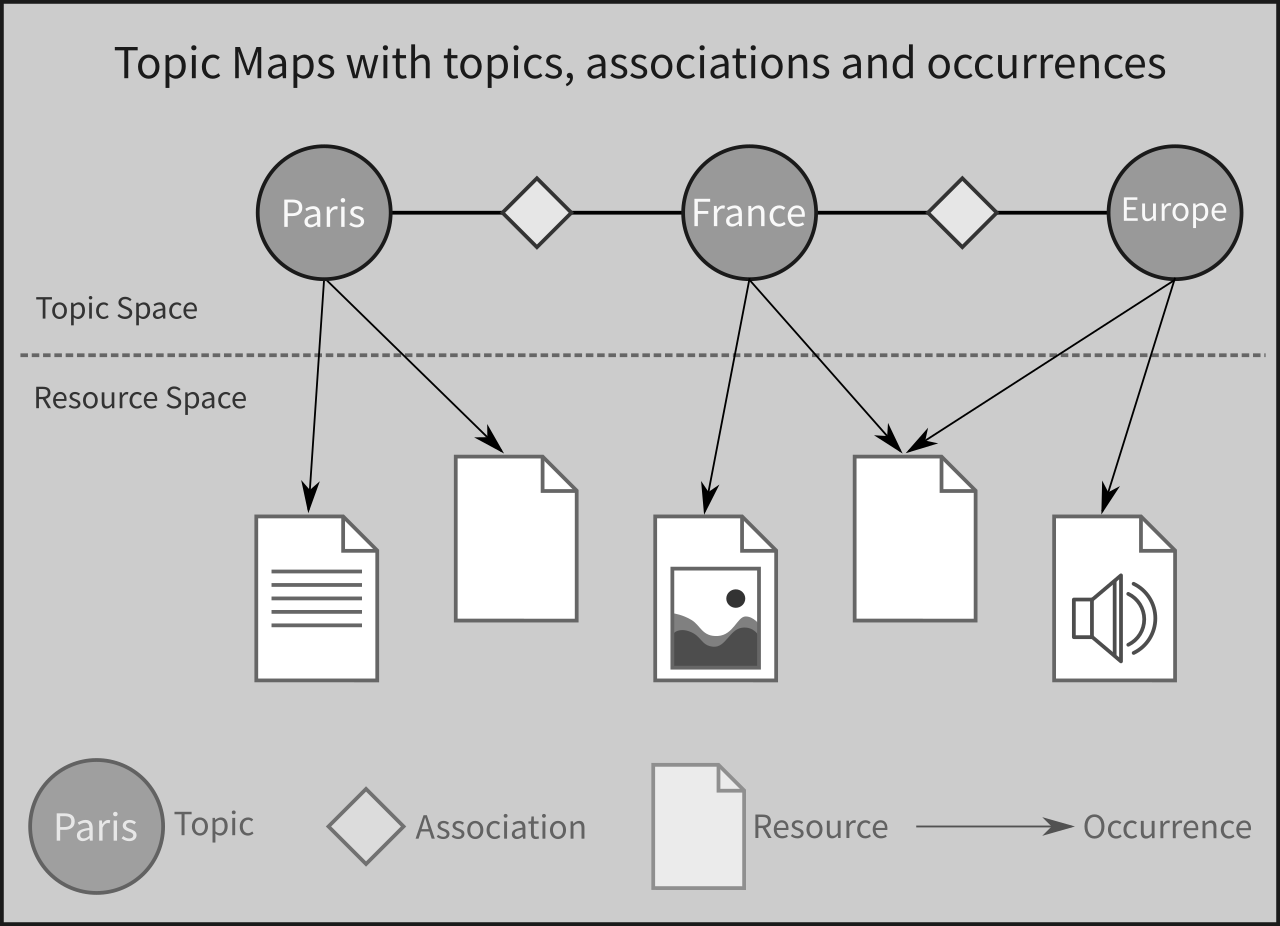 Topic Maps with topics, associations and occurrences
Paris
France
Europe
Topic Space
Resource Space
Paris
Topic
Association
Resource
Occurrence